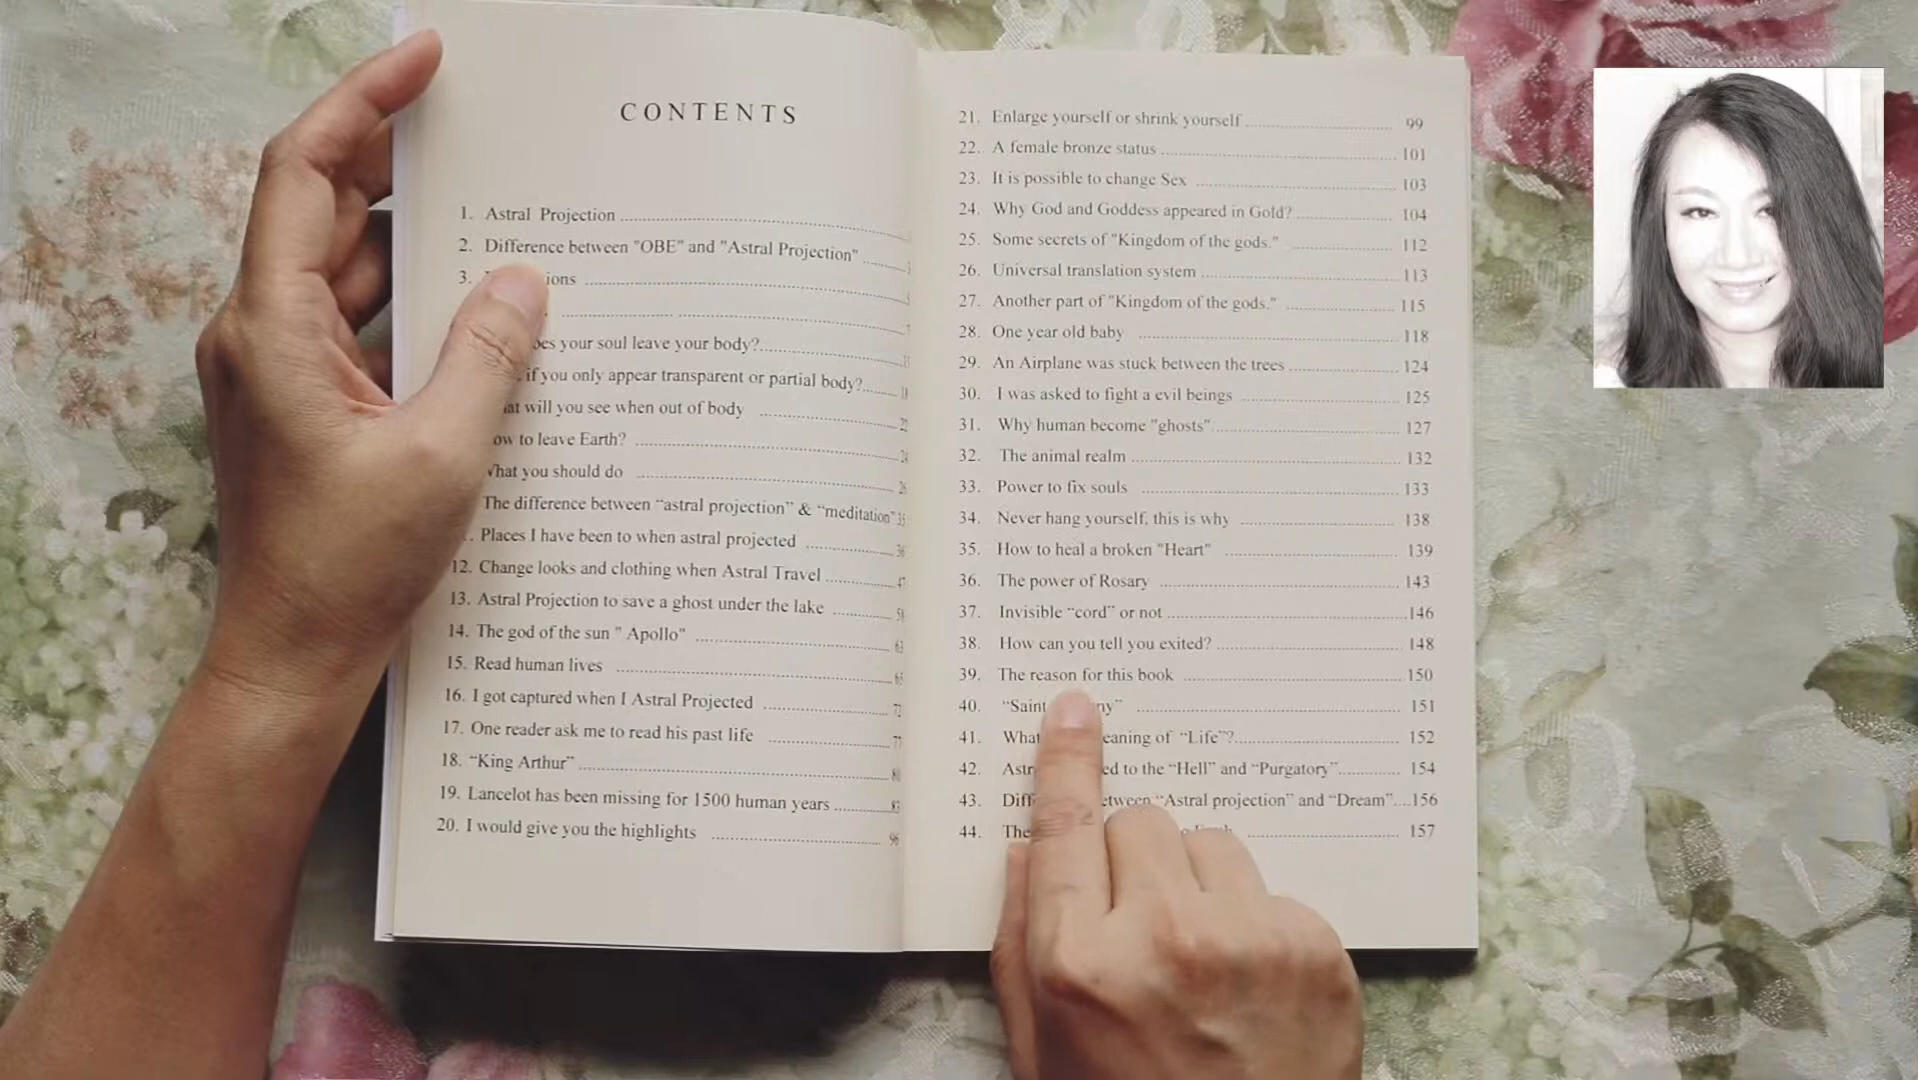 CONTENTS
1. Astral Projection
2. Difference between "OBE" and "Astral Projection"
3.
your soul leave your body?
if you only appear transparent or partial body?
will you see when out of body
to leave Earth?
you should do
The difference between “astral projection” & “meditation” 35
Places I have been to when astral projected 36
12. Change looks and clothing when Astral Travel 47
13. Astral Projection to save a ghost under the lake 58
14. The god of the sun " Apollo" 63
15. Read human lives
16. I got captured when I Astral Projected
17. One reader ask me to read his past life 77
18. “King Arthur” 80
19. Lancelot has been missing for 1500 human years
20. I would give you the highlights 96
21. Enlarge yourself or shrink yourself 99
22. A female bronze status 101
23. It is possible to change Sex 103
24. Why God and Goddess appeared in Gold? 104
25. Some secrets of "Kingdom of the gods." 112
26. Universal translation system 113
27. Another part of "Kingdom of the gods." 115
28. One year old baby 118
29. An Airplane was stuck between the trees 124
30. I was asked to fight a evil beings 125
31. Why human become "ghosts" 127
32. The animal realm 132
33. Power to fix souls 133
34. Never hang yourself, this is why 138
35. How to heal a broken "Heart" 139
36. The power of Rosary 143
37. Invisible “cord” or not 146
38. How can you tell you exited? 148
39. The reason for this book 150
40. “Saint 151
41. of “Life”? 152
42. to the “Hell” and “Purgatory” 154
43. “Astral projection” and “Dream” 156
44. The 157